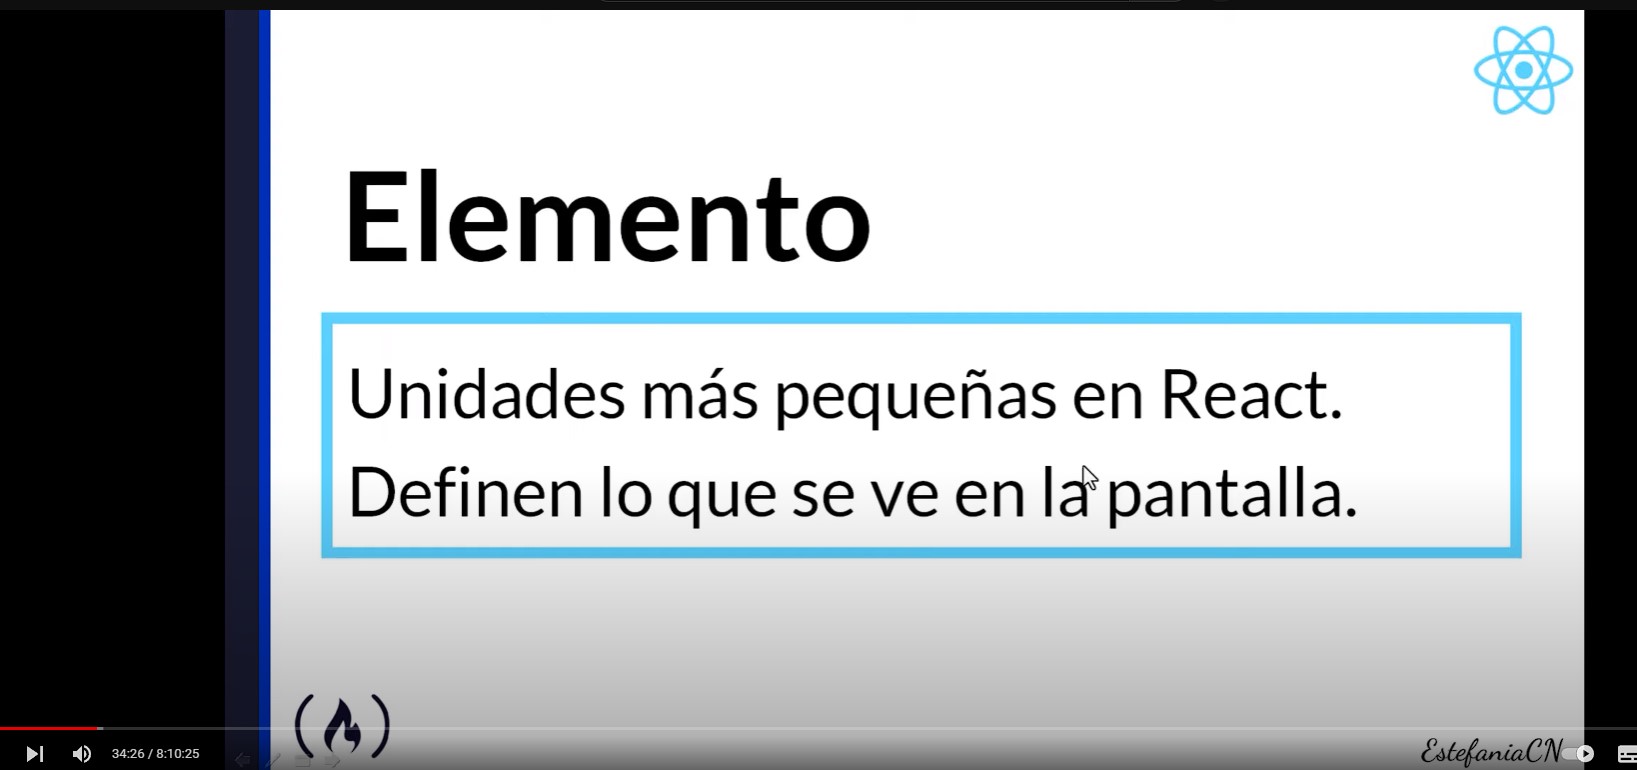 Elemento
Unidades más pequeñas en React.
Definen lo que se ve en la pantalla.
34:26 / 8:10:25
EstefaniaCN